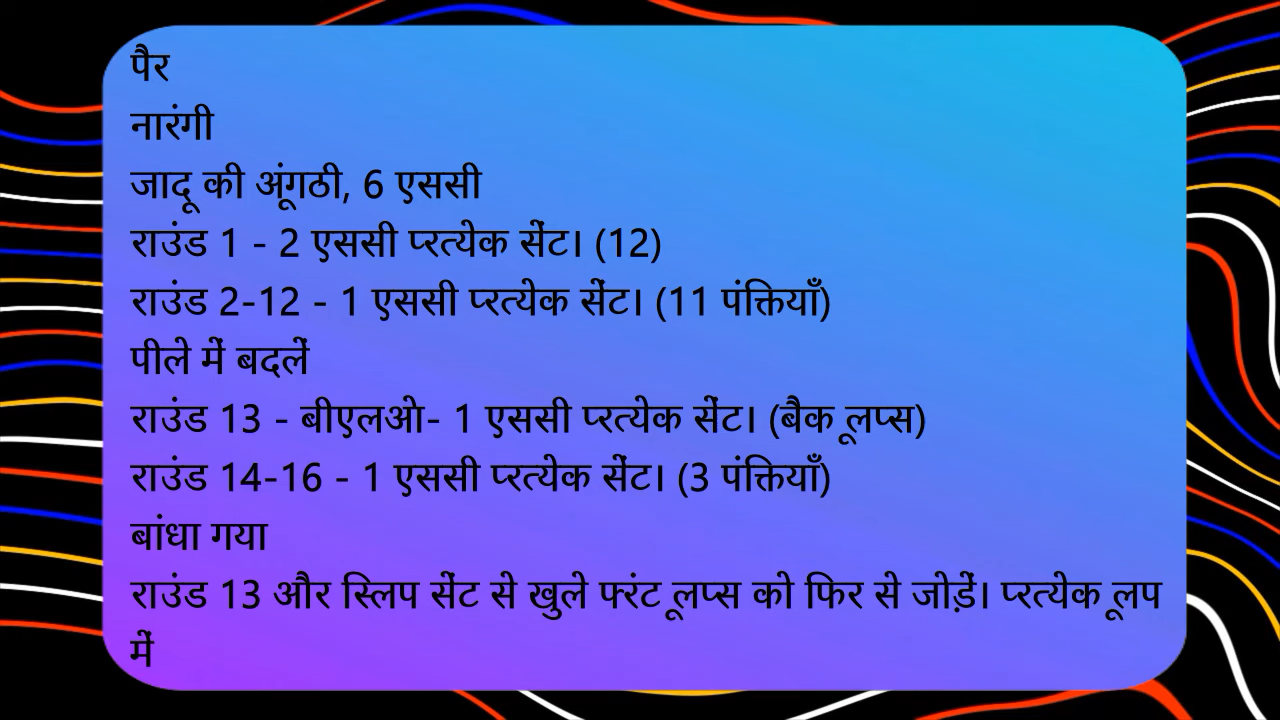 पैर
नारंगी
जादू की अंगूठी, 6 एससी
राउंड 1 - 2 एससी प्रत्येक सेंट। (12)
राउंड 2-12 - 1 एससी प्रत्येक सेंट। (11 पंक्तियाँ)
पीले में बदलें
राउंड 13 - बीएलओ- 1 एससी प्रत्येक सेंट। (बैक लूप्स)
राउंड 14-16 - 1 एससी प्रत्येक सेंट। (3 पंक्तियाँ)
बांधा गया
राउंड 13 और स्लिप सेंट से खुले फ्रंट लूप्स को फिर से जोड़ें। प्रत्येक लूप
में